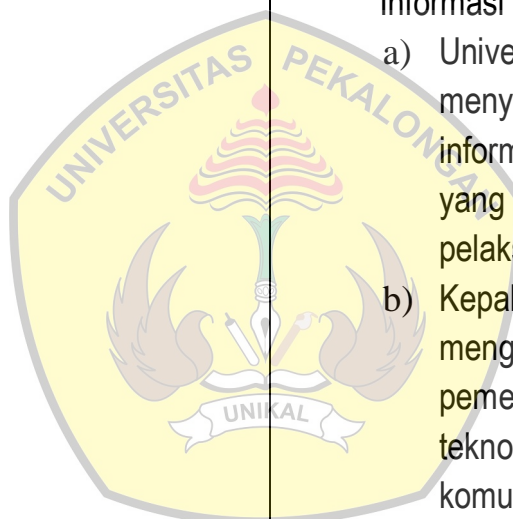 Informasi
a) Unive
meny
inform
yang
pelaks
b) Kepal
meng
peme
tekno
komu
UNIVERSITAS PEKALONGAN
UNIKAL